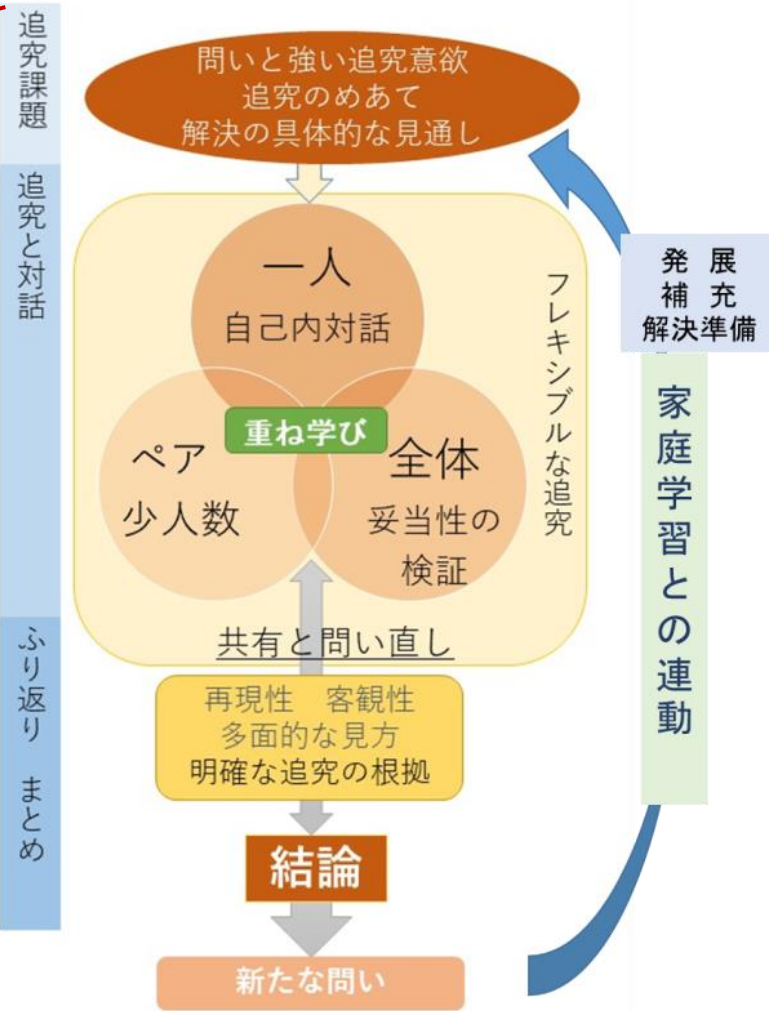 追究課題
問いと強い追究意欲
追究のめあて
解決の具体的な見通し
追究と対話
一人
自己内対話
重ね学び
ペア
少人数
全体
妥当性の
検証
フレキシブルな追究
共有と問い直し
ふり返り まとめ
再現性 客観性
多面的な見方
明確な追究の根拠
結論
新たな問い
発 展
補 充
解決準備
家庭学習との連動